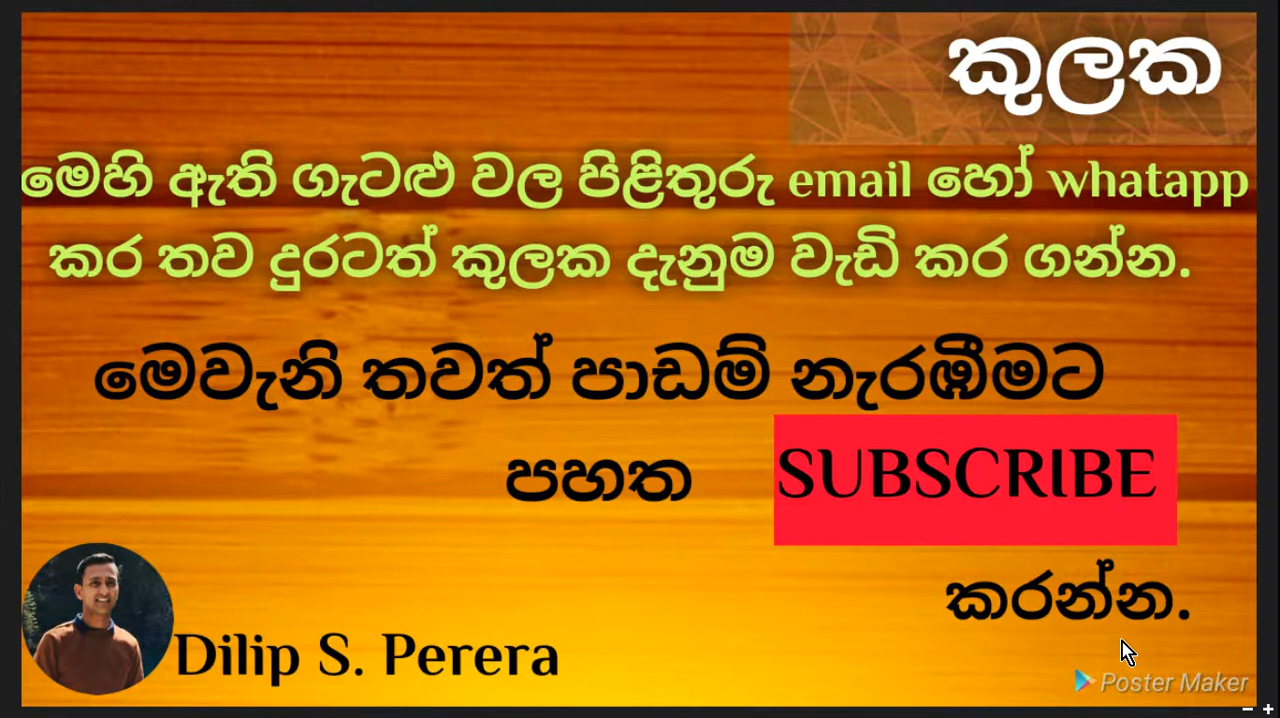 කුලක
මෙහි ඇති ගැටළු වල පිළිතුරු email හෝ whatapp
කර තව දුරටත් කුලක දැනුම වැඩි කර ගන්න.
මෙවැනි තවත් පාඩම් නැරඹීමට
පහත SUBSCRIBE
කරන්න.
Dilip S. Perera
Poster Maker